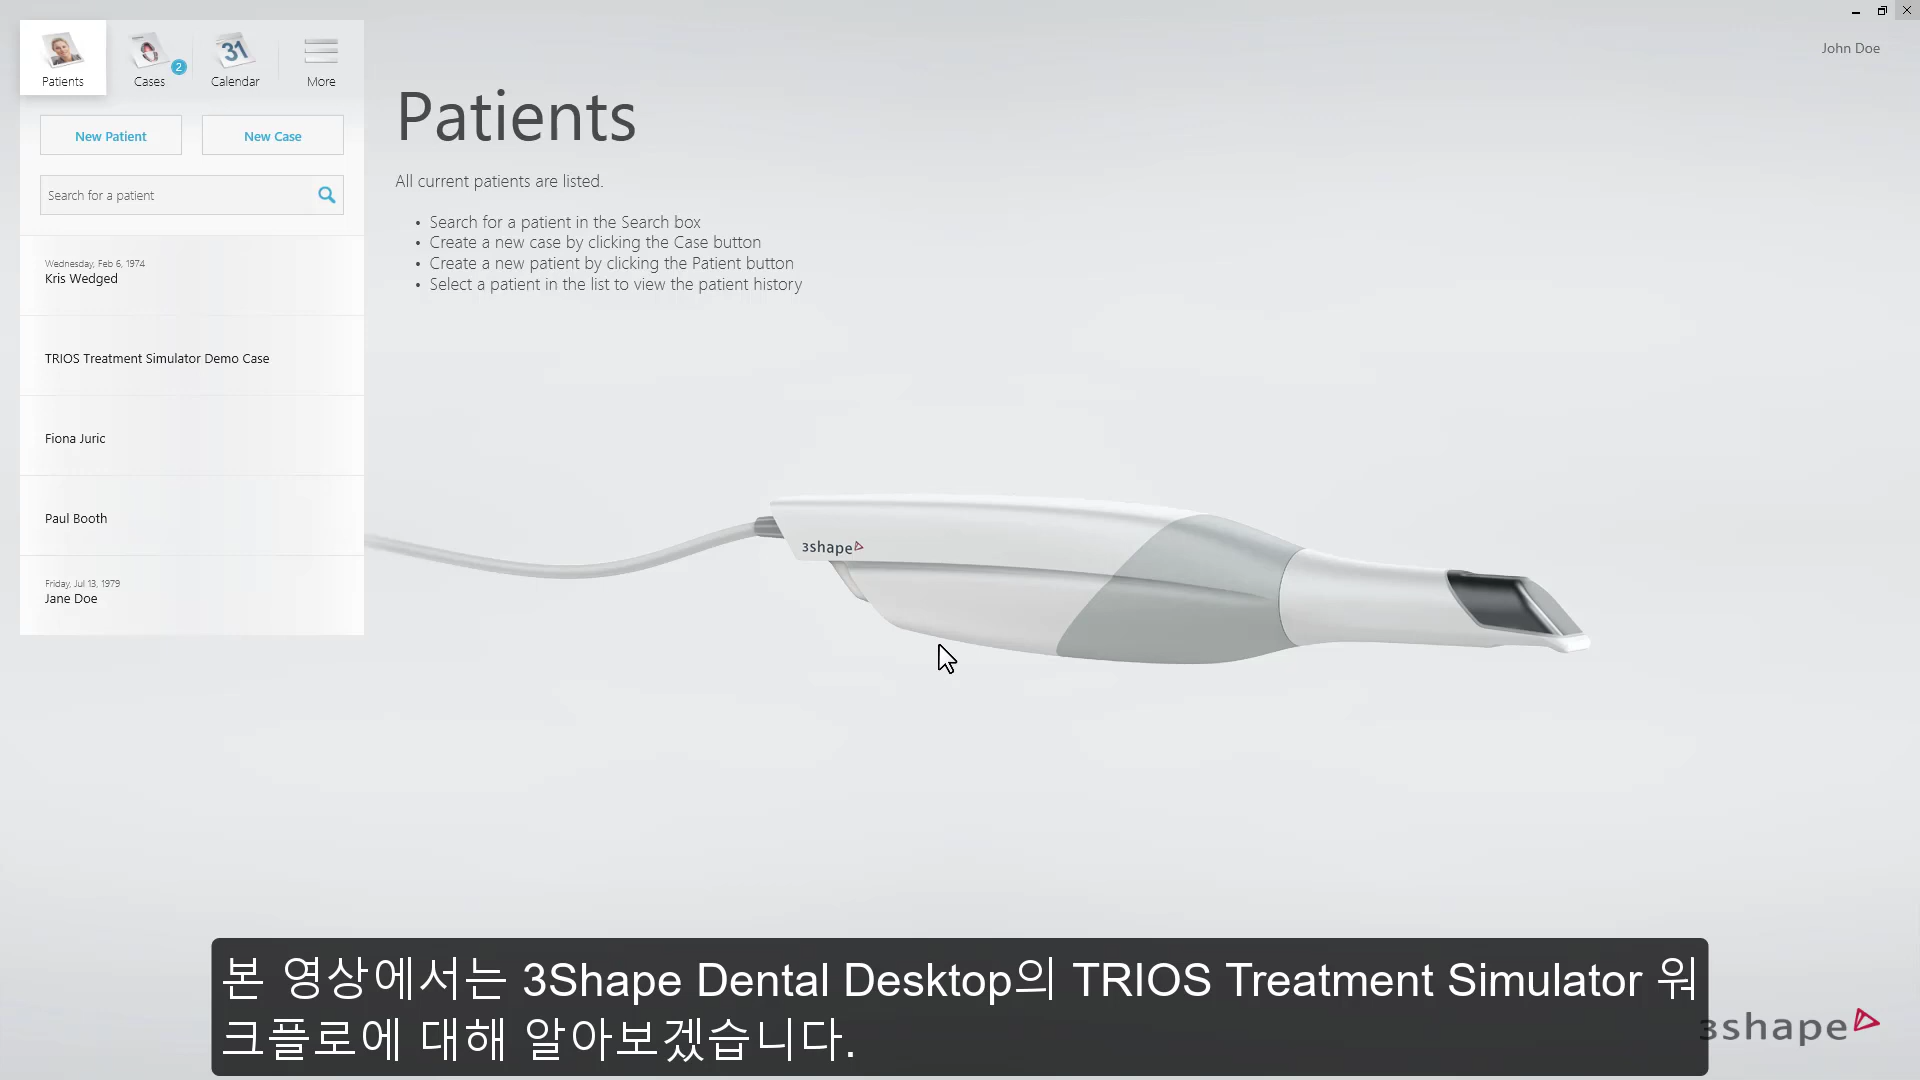 John Doe
Patients
Cases
2
31
Calendar
More
New Patient
New Case
Search for a patient
Wednesday, Feb 6, 1974
Kris Wedged
TRIOS Treatment Simulator Demo Case
Fiona Juric
Paul Booth
Friday, Jul 13, 1979
Jane Doe
Patients
All current patients are listed.
• Search for a patient in the Search box
• Create a new case by clicking the Case button
• Create a new patient by clicking the Patient button
• Select a patient in the list to view the patient history
3shape
본 영상에서는 3Shape Dental Desktop의 TRIOS Treatment Simulator 워
크플로에 대해 알아보겠습니다.
3shape